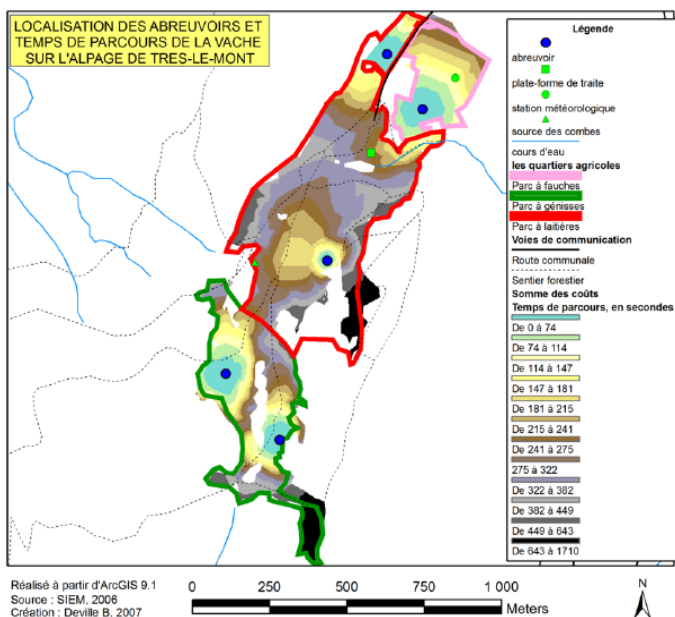 LOCALISATION DES ABREUVOIRS ET
TEMPS DE PARCOURS DE LA VACHE
SUR L'ALPAGE DE TRES-LE-MONT
Légende
abreuvoir
plate-forme de traite
station météorologique
source des combes
cours d'eau
les quartiers agricoles
Parc à fauches
Parc à génisses
Parc à laitières
Voies de communication
Route communale
Sentier forestier
Somme des coûts
Temps de parcours, en secondes
De 0 à 74
De 74 à 114
De 114 à 147
De 147 à 181
De 181 à 215
De 215 à 241
De 241 à 275
275 à 322
De 322 à 382
De 382 à 449
De 449 à 643
De 643 à 1710
Réalisé à partir d'ArcGIS 9.1
Source : SIEM, 2006
Création : Deville B. 2007
0 250 500 750 1 000
Meters
N